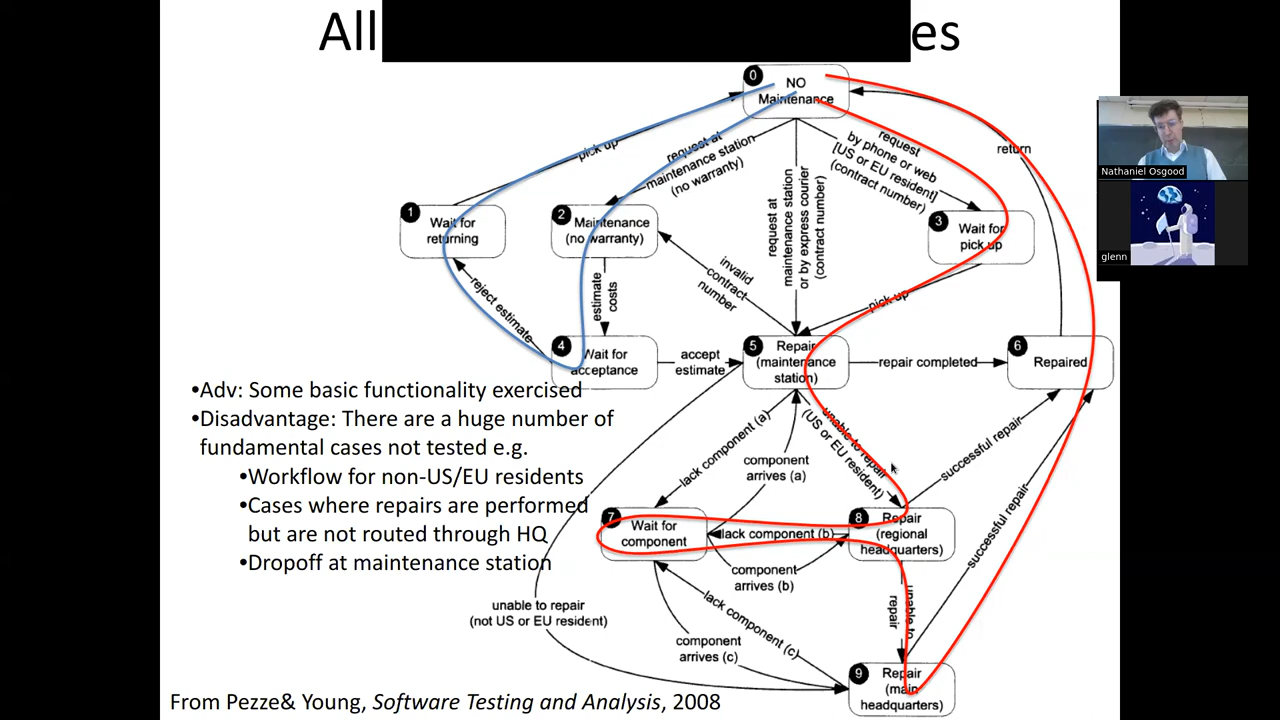 All es
0
NO
Maintenance
pick up
request at
maintenance station
(no warranty)
request at
maintenance station
or by express courier
(contract number)
request
by phone or web
[US or EU resident]
(contract number)
return
Nathaniel Osgood
glenn
1
Wait for
returning
2
Maintenance
(no warranty)
3
Wait for
pick up
reject estimate
estimate
costs
invalid
contract
number
pick up
4
Wait for
acceptance
accept
estimate
5
Repair
(maintenance
station)
repair completed
6
Repaired
•Adv: Some basic functionality exercised
•Disadvantage: There are a huge number of
fundamental cases not tested e.g.
•Workflow for non-US/EU residents
•Cases where repairs are performed
but are not routed through HQ
•Dropoff at maintenance station
lack component (a)
component
arrives (a)
unable to repair
(US or EU resident)
successful repair
successful repair
7
Wait for
component
lack component (b)
8
Repair
(regional
headquarters)
component
arrives (b)
unable to repair
(not US or EU resident)
lack component (c)
component
arrives (c)
unable to
repair
9
Repair
(main
headquarters)
From Pezze& Young, Software Testing and Analysis, 2008